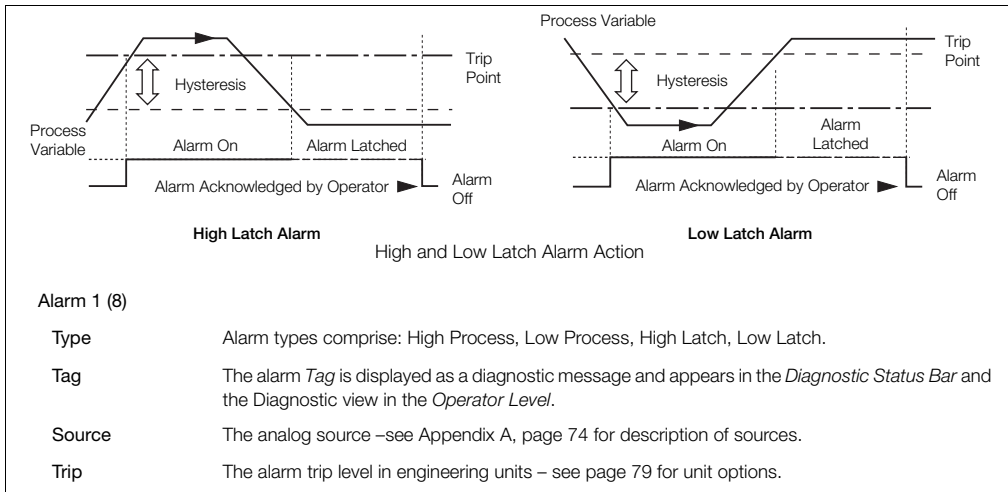 Trip
Point
Hysteresis
Process
Variable
Alarm On
Alarm Latched
Alarm Acknowledged by Operator
Alarm
Off
High Latch Alarm
Process Variable
Trip
Point
Hysteresis
Alarm On
Alarm
Latched
Alarm Acknowledged by Operator
Alarm
Off
Low Latch Alarm
High and Low Latch Alarm Action
Alarm 1 (8)
Type Alarm types comprise: High Process, Low Process, High Latch, Low Latch.
Tag The alarm Tag is displayed as a diagnostic message and appears in the Diagnostic Status Bar and
the Diagnostic view in the Operator Level.
Source The analog source –see Appendix A, page 74 for description of sources.
Trip The alarm trip level in engineering units – see page 79 for unit options.